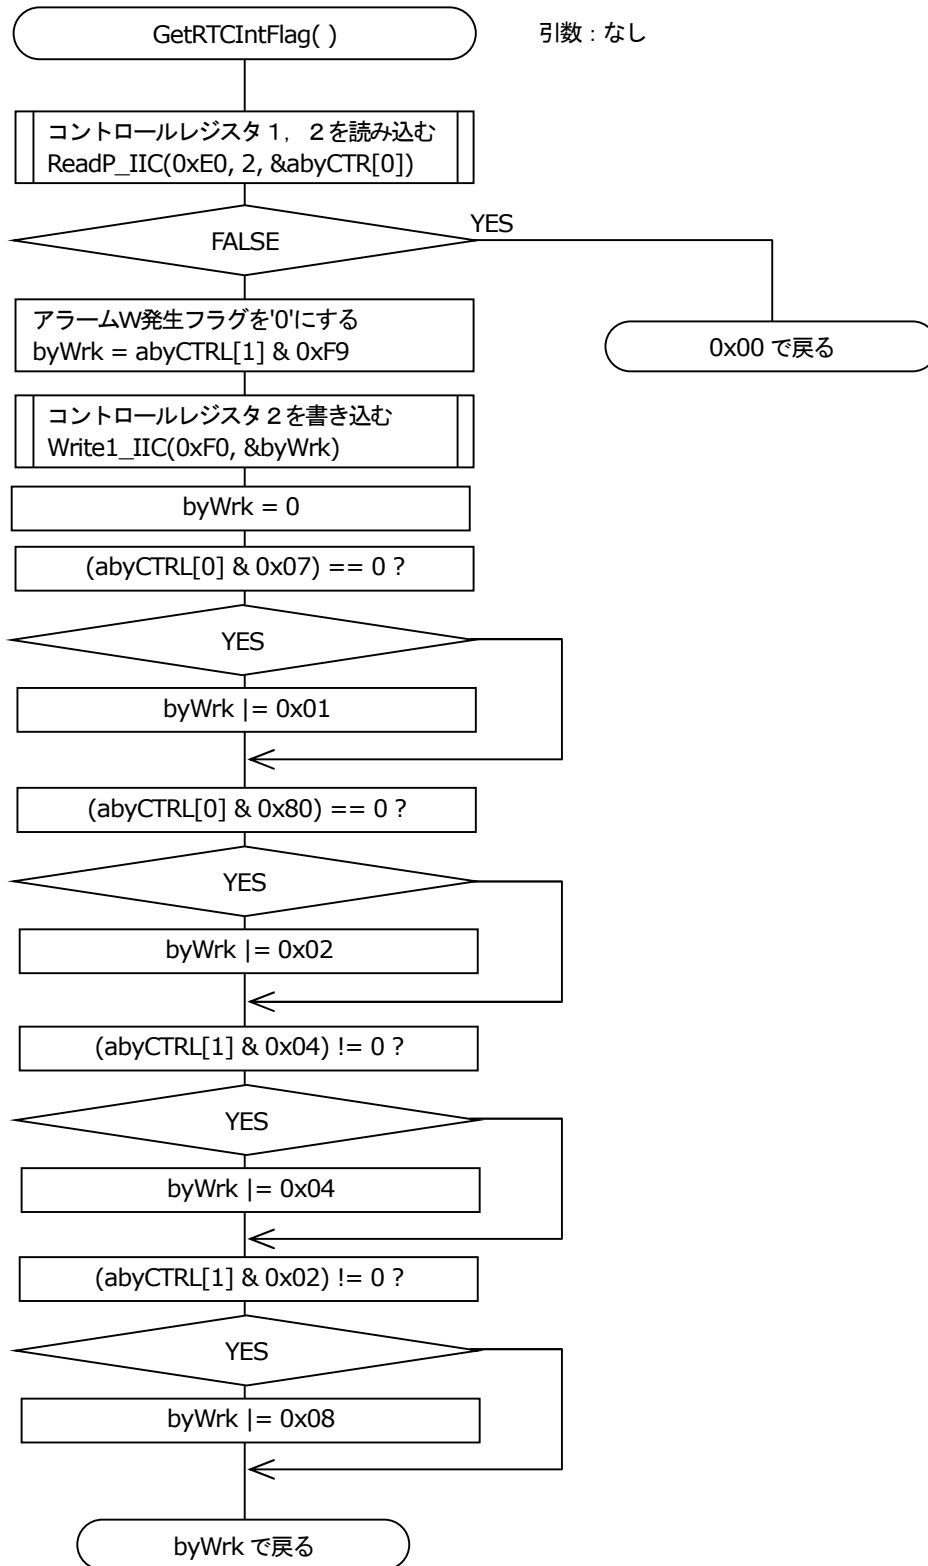 GetRTCIntFlag( )
引数：なし
コントロールレジスタ１，２を読み込む
ReadP_IIC(0xE0, 2, &abyCTR[0])
YES
FALSE
アラームＷ発生フラグを'0'にする
byWrk = abyCTRL[1] & 0xF9
0x00 で戻る
コントロールレジスタ２を書き込む
Write1_IIC(0xF0, &byWrk)
byWrk = 0
(abyCTRL[0] & 0x07) == 0 ?
YES
byWrk |= 0x01
(abyCTRL[0] & 0x80) == 0 ?
YES
byWrk |= 0x02
(abyCTRL[1] & 0x04) != 0 ?
YES
byWrk |= 0x04
(abyCTRL[1] & 0x02) != 0 ?
YES
byWrk |= 0x08
byWrk で戻る